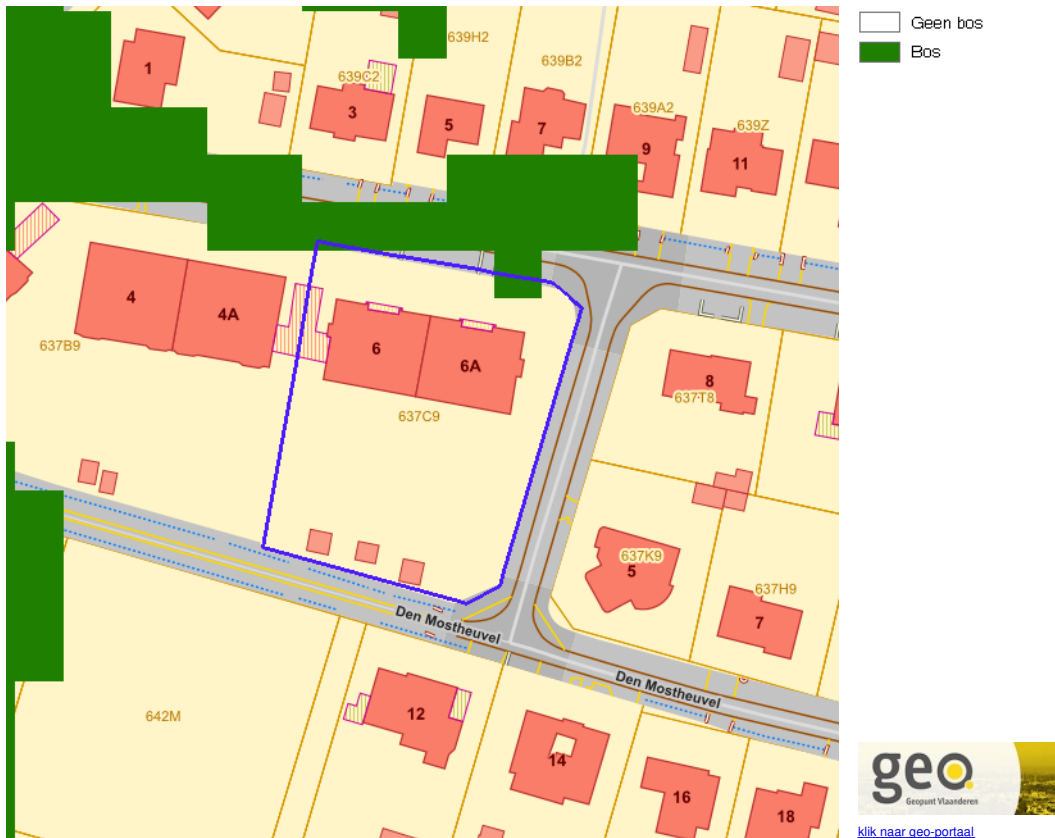 Geen bos
Bos
639H2
639B2
1
639C2
3
5
7
639A2
9
639Z
11
4
4A
637B9
6
6A
637C9
8
637T8
637K9
5
637H9
7
Den Mostheuvel
Den Mostheuvel
642M
12
14
16
18
geo
Geopunt Vlaanderen
klik naar geo-portaal